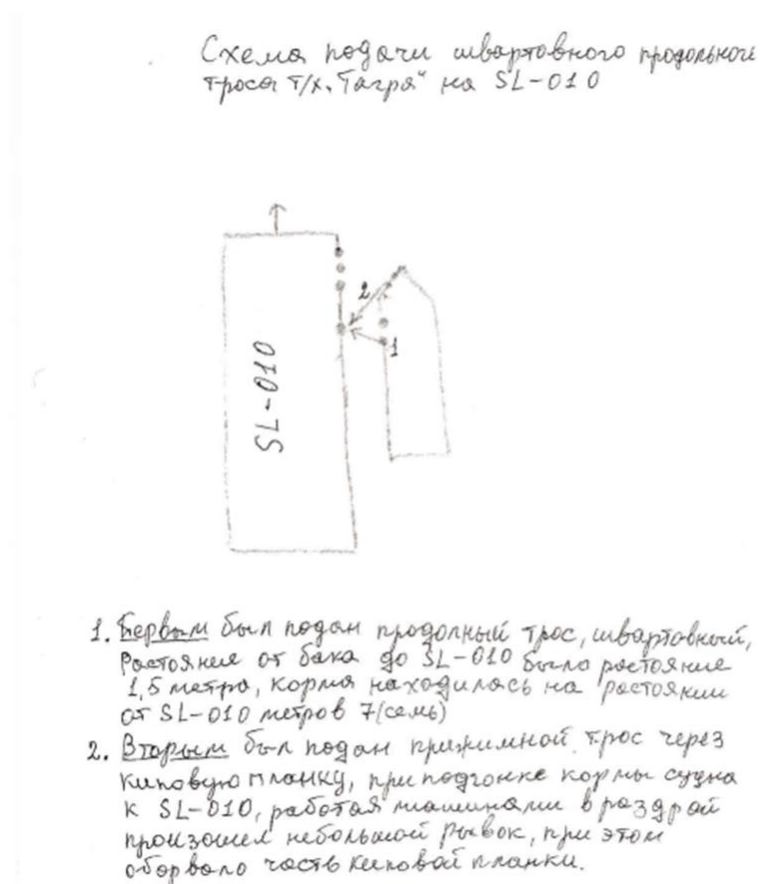 Схема подачи швартовного продольного
троса т/х "Тагра" на SL-010
2
1
SL-010
1. Первым был подан продолный трос, швартовный,
Растояние от бака до SL-010 было растояние
1,5 метра, корма находилась на растоянии
от SL-010 метров 7(семь)
2. Вторым был подан прижимной трос через
киповую планку, при подгонке кормы судна
к SL-010, работая машинами в раздрай
произошел небольшой рывок, при этом
оборвало часть киповой планки.